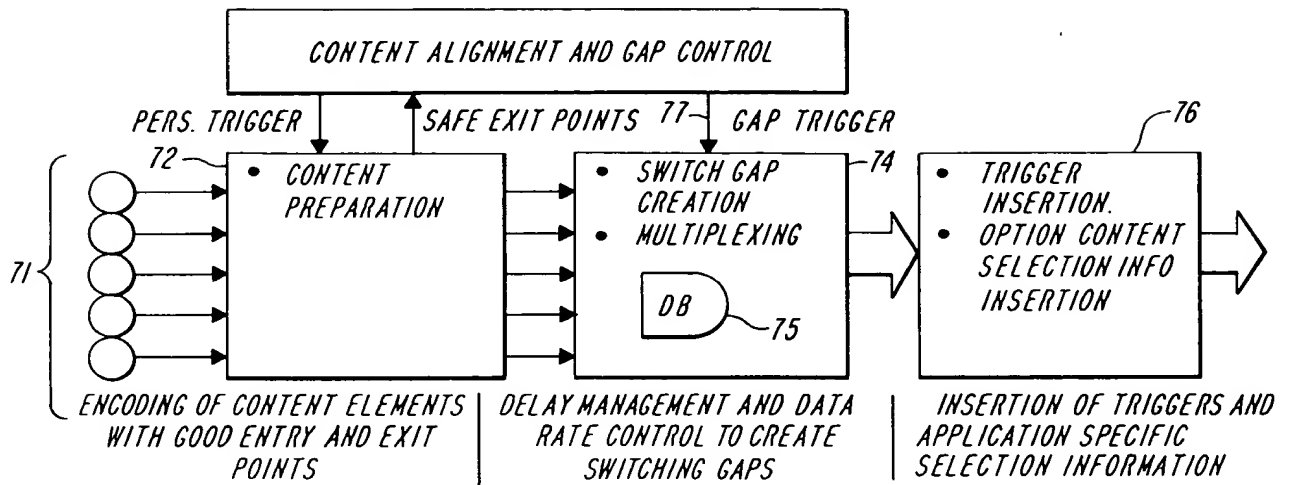 CONTENT ALIGNMENT AND GAP CONTROL
PERS. TRIGGER
SAFE EXIT POINTS
77
GAP TRIGGER
76
72
74
• CONTENT
PREPARATION
• SWITCH GAP
CREATION
• MULTIPLEXING
• TRIGGER
INSERTION.
• OPTION CONTENT
SELECTION INFO
INSERTION
71
DB
75
ENCODING OF CONTENT ELEMENTS
WITH GOOD ENTRY AND EXIT
POINTS
DELAY MANAGEMENT AND DATA
RATE CONTROL TO CREATE
SWITCHING GAPS
INSERTION OF TRIGGERS AND
APPLICATION SPECIFIC
SELECTION INFORMATION